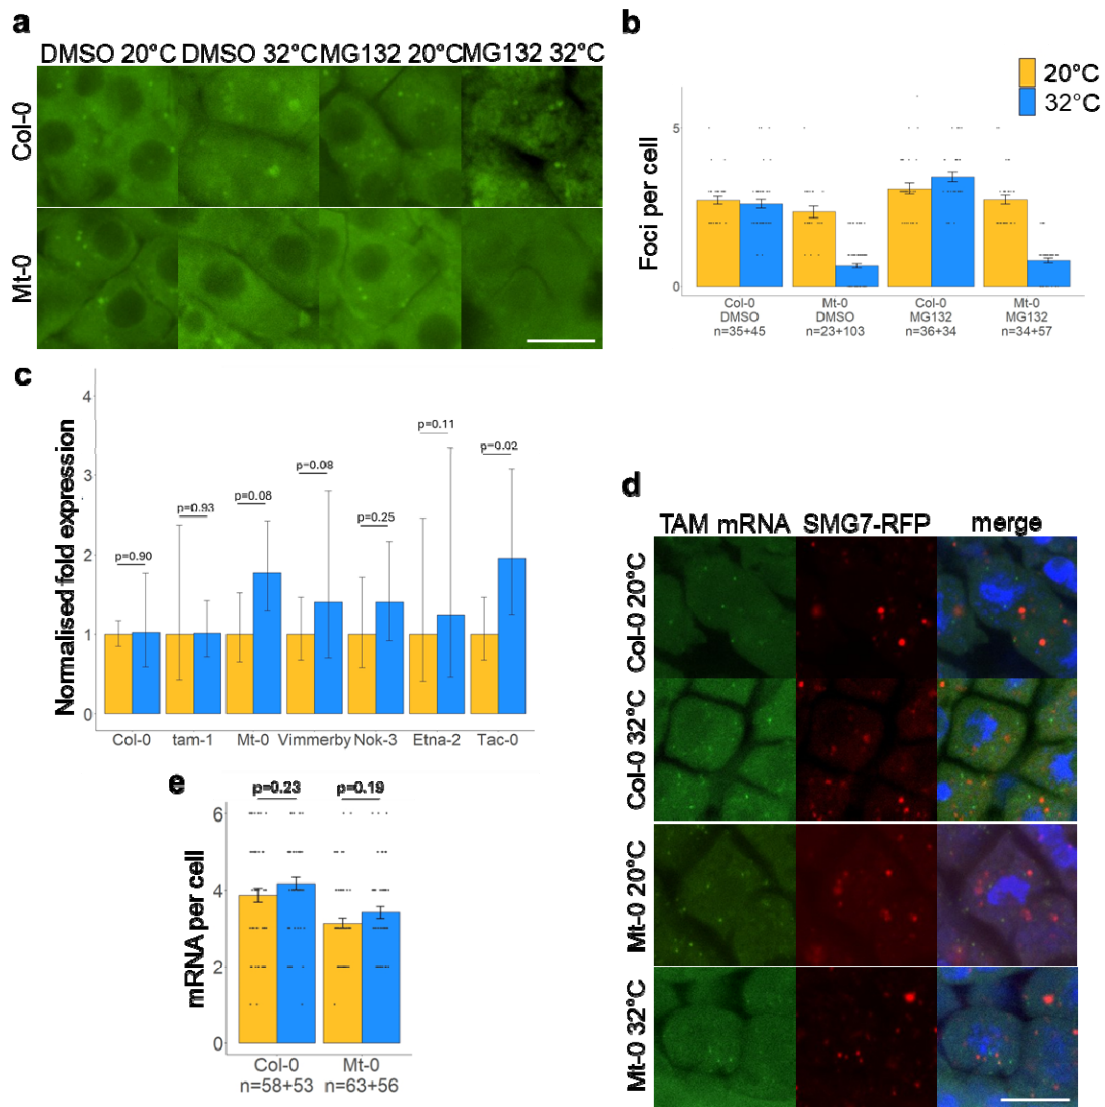 a
DMSO 20°C DMSO 32°C MG132 20°C MG132 32°C
Col-0
Mt-0
b
20°C
32°C
Foci per cell
5
0
Col-0 DMSO n=35+45
Mt-0 DMSO n=23+103
Col-0 MG132 n=36+34
Mt-0 MG132 n=34+57
c
Normalised fold expression
4
3
2
1
0
p=0.90
p=0.93
p=0.08
p=0.08
p=0.25
p=0.11
p=0.02
Col-0 tam-1 Mt-0 Vimmerby Nok-3 Etna-2 Tac-0
d
TAM mRNA SMG7-RFP merge
Col-0 20°C
Col-0 32°C
Mt-0 20°C
Mt-0 32°C
e
p=0.23 p=0.19
mRNA per cell
6
4
2
0
Col-0 Mt-0
n=58+53 n=63+56